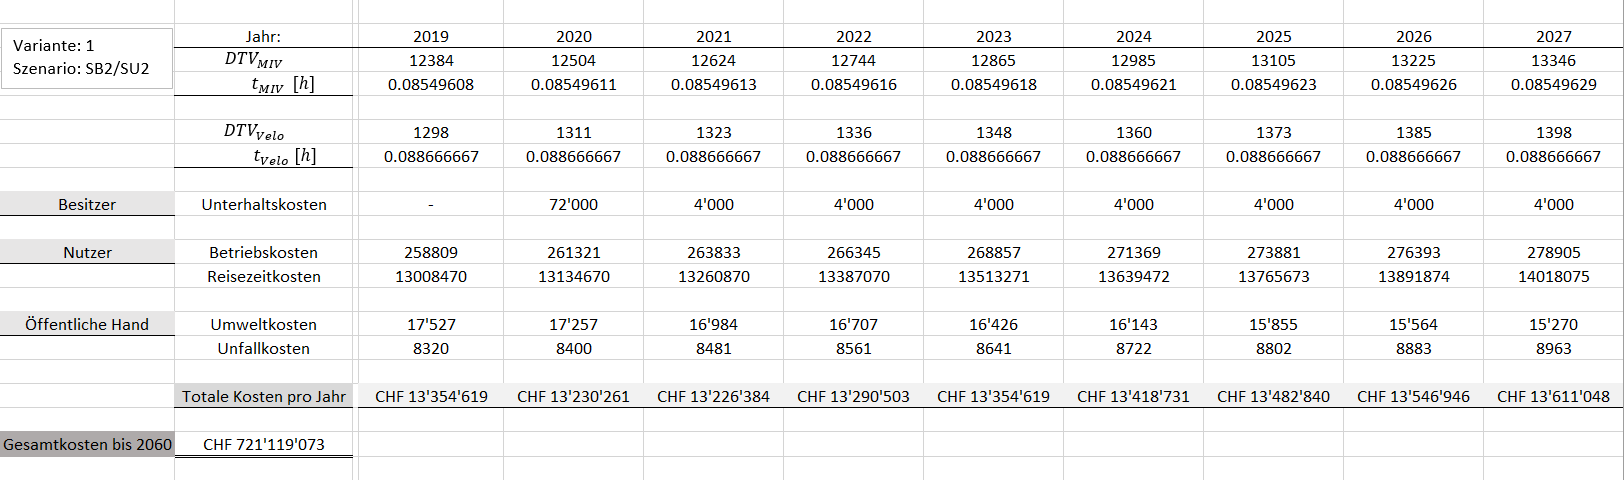 Variante: 1
Szenario: SB2/SU2
Jahr: 2019 2020 2021 2022 2023 2024 2025 2026 2027
DTV_MIV 12384 12504 12624 12744 12865 12985 13105 13225 13346
t_MIV [h] 0.08549608 0.08549611 0.08549613 0.08549616 0.08549618 0.08549621 0.08549623 0.08549626 0.08549629
DTV_Velo 1298 1311 1323 1336 1348 1360 1373 1385 1398
t_Velo [h] 0.088666667 0.088666667 0.088666667 0.088666667 0.088666667 0.088666667 0.088666667 0.088666667 0.088666667
Besitzer Unterhaltskosten - 72'000 4'000 4'000 4'000 4'000 4'000 4'000 4'000
Nutzer Betriebskosten 258809 261321 263833 266345 268857 271369 273881 276393 278905
Reisezeitkosten 13008470 13134670 13260870 13387070 13513271 13639472 13765673 13891874 14018075
Öffentliche Hand Umweltkosten 17'527 17'257 16'984 16'707 16'426 16'143 15'855 15'564 15'270
Unfallkosten 8320 8400 8481 8561 8641 8722 8802 8883 8963
Totale Kosten pro Jahr CHF 13'354'619 CHF 13'230'261 CHF 13'226'384 CHF 13'290'503 CHF 13'354'619 CHF 13'418'731 CHF 13'482'840 CHF 13'546'946 CHF 13'611'048
Gesamtkosten bis 2060 CHF 721'119'073